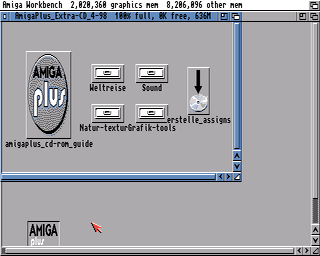 Amiga Workbench 2,020,360 graphics mem 8,206,096 other mem
AmigaPlus_Extra-CD_4-98 100% full, 0K free, 636M
AMIGA
plus
Weltreise
Sound
Natur-textur
Grafik-tools
erstelle_assigns
amigaplus_cd-rom_guide
AMIGA
plus